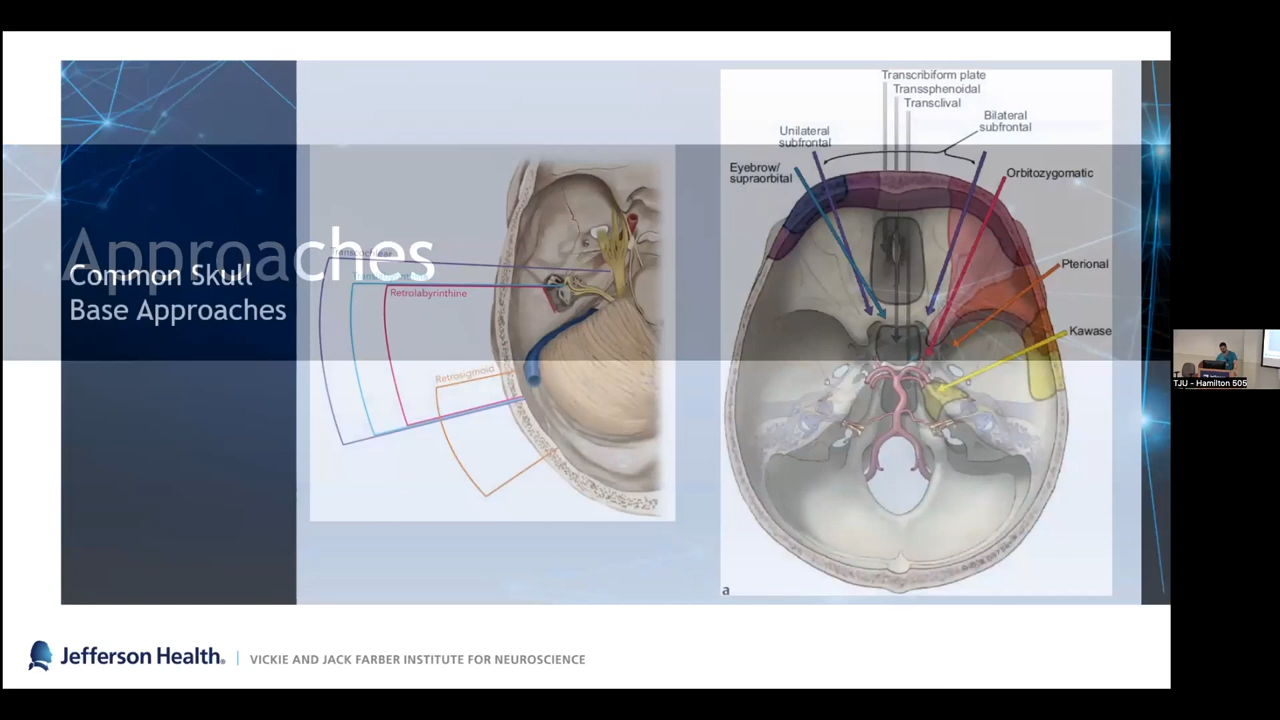 Approaches
Common Skull
Base Approaches
Transcochlear
Retrolabyrinthine
Retrosigmoid
Transcribiform plate
Transsphenoidal
Transclival
Bilateral
subfrontal
Unilateral
subfrontal
Eyebrow/
supraorbital
Orbitozygomatic
Pterional
Kawase
a
TJU - Hamilton 505
Jefferson Health.
VICKIE AND JACK FARBER INSTITUTE FOR NEUROSCIENCE